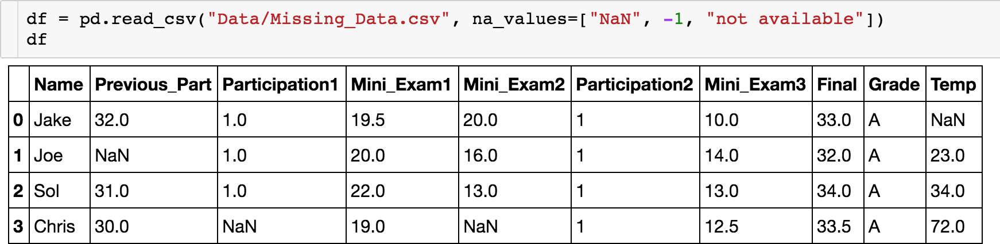 df = pd.read_csv("Data/Missing_Data.csv", na_values=["NaN", -1, "not available"])
df
Name Previous_Part Participation1 Mini_Exam1 Mini_Exam2 Participation2 Mini_Exam3 Final Grade Temp
0 Jake 32.0 1.0 19.5 20.0 1 10.0 33.0 A NaN
1 Joe NaN 1.0 20.0 16.0 1 14.0 32.0 A 23.0
2 Sol 31.0 1.0 22.0 13.0 1 13.0 34.0 A 34.0
3 Chris 30.0 NaN 19.0 NaN 1 12.5 33.5 A 72.0